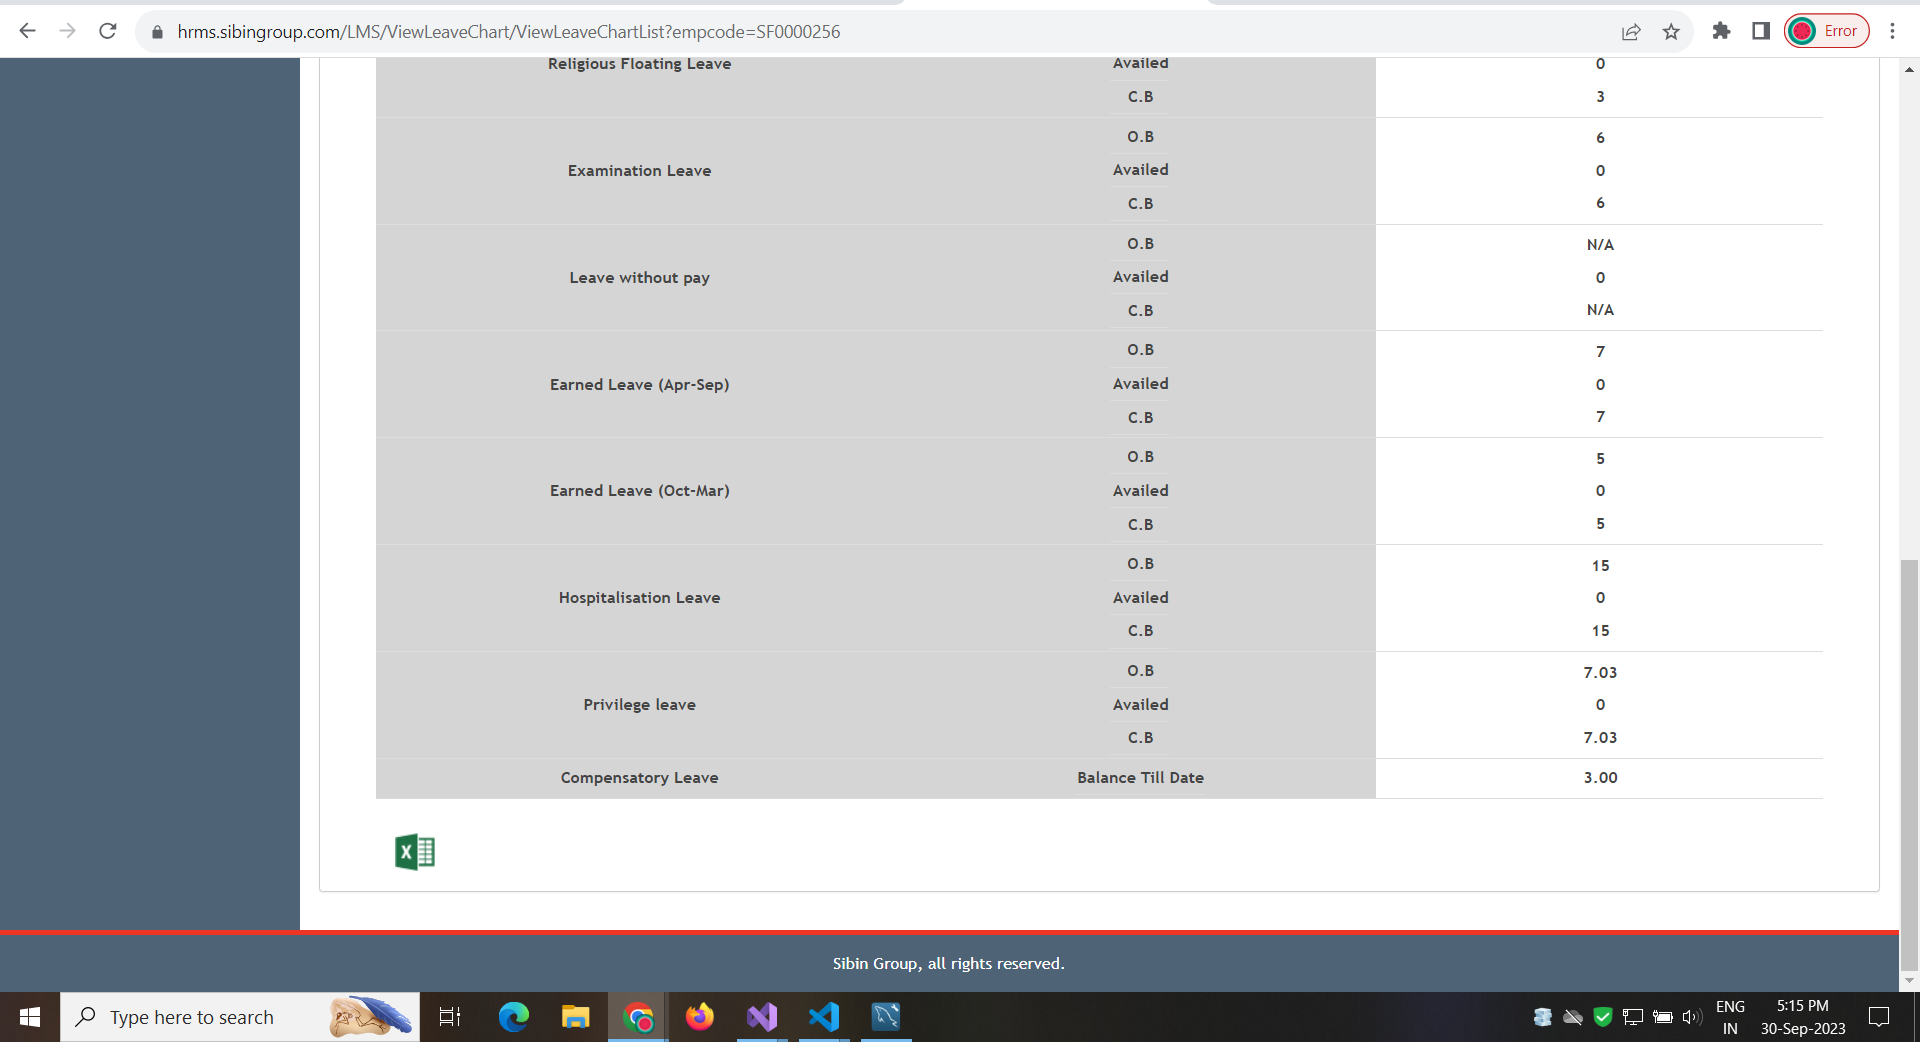 hrms.sibingroup.com/LMS/ViewLeaveChart/ViewLeaveChartList?empcode=SF0000256
Error
Religious Floating Leave
Availed
0
C.B
3
Examination Leave
O.B
6
Availed
0
C.B
6
Leave without pay
O.B
N/A
Availed
0
C.B
N/A
Earned Leave (Apr-Sep)
O.B
7
Availed
0
C.B
7
Earned Leave (Oct-Mar)
O.B
5
Availed
0
C.B
5
Hospitalisation Leave
O.B
15
Availed
0
C.B
15
Privilege leave
O.B
7.03
Availed
0
C.B
7.03
Compensatory Leave
Balance Till Date
3.00
X
Sibin Group, all rights reserved.
Type here to search
ENG
IN
5:15 PM
30-Sep-2023